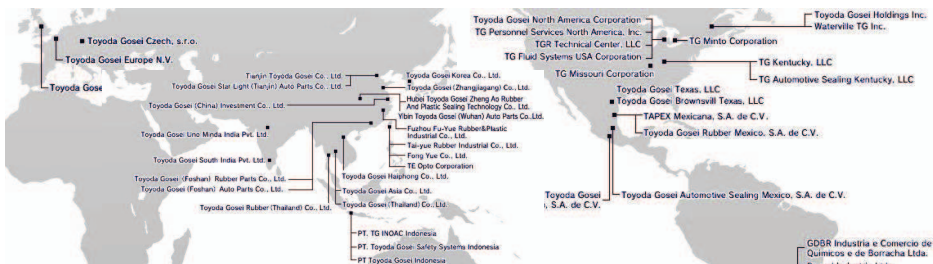 Toyoda Gosei Czech, s.r.o.
Toyoda Gosei Europe N.V.
Toyoda
Tianjin Toyoda Gosei Co., Ltd.
Toyoda Gosei Star Light (Tianjin) Auto Parts Co., Ltd.
Toyoda Gosei (China) Investment Co., Ltd.
Toyoda Gosei Korea Co., Ltd.
Toyoda Gosei (Zhangjiagang) Co., Ltd.
Hubei Toyoda Gosei Zheng Ao Rubber
And Plastic Sealing Technology Co., Ltd.
Yibin Toyoda Gosei (Wuhan) Auto Parts Co.,Ltd.
Fuzhou Fu-Yue Rubber&Plastic
Industrial Co., Ltd.
Tai-yue Rubber Industrial Co., Ltd.
Fong Yue Co., Ltd.
TE Opto Corporation
Toyoda Gosei Uno Minda India Pvt. Ltd.
Toyoda Gosei South India Pvt. Ltd.
Toyoda Gosei (Foshan) Rubber Parts Co., Ltd.
Toyoda Gosei (Foshan) Auto Parts Co., Ltd.
Toyoda Gosei Rubber (Thailand) Co., Ltd.
Toyoda Gosei Haiphong Co., Ltd.
Toyoda Gosei Asia Co., Ltd.
Toyoda Gosei (Thailand) Co., Ltd.
PT. TG INOAC Indonesia
PT. Toyoda Gosei Safety Systems Indonesia
PT Toyoda Gosei Indonesia
Toyoda Gosei North America Corporation
TG Personnel Services North America, Inc.
TGR Technical Center, LLC
TG Fluid Systems USA Corporation
TG Missouri Corporation
Toyoda Gosei Holdings Inc.
Waterville TG Inc.
TG Minto Corporation
TG Kentucky, LLC
TG Automotive Sealing Kentucky, LLC
Toyoda Gosei Texas, LLC
Toyoda Gosei Brownsvill Texas, LLC
TAPEX Mexicana, S.A. de C.V.
Toyoda Gosei Rubber Mexico, S.A. de C.V.
Toyoda Gosei
, S.A. de C.V.
Toyoda Gosei Automotive Sealing Mexico, S.A. de C.V.
GDBR Industria e Comercio de
Quimicos e de Borracha Ltda.